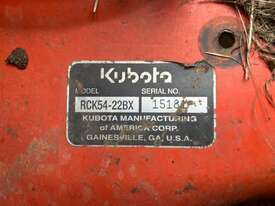 Kubota
MODEL SERIAL NO.
RCK54-22BX
KUBOTA MANUFACTURING
of AMERICA CORP.
GAINESVILLE, GA, U.S.A.